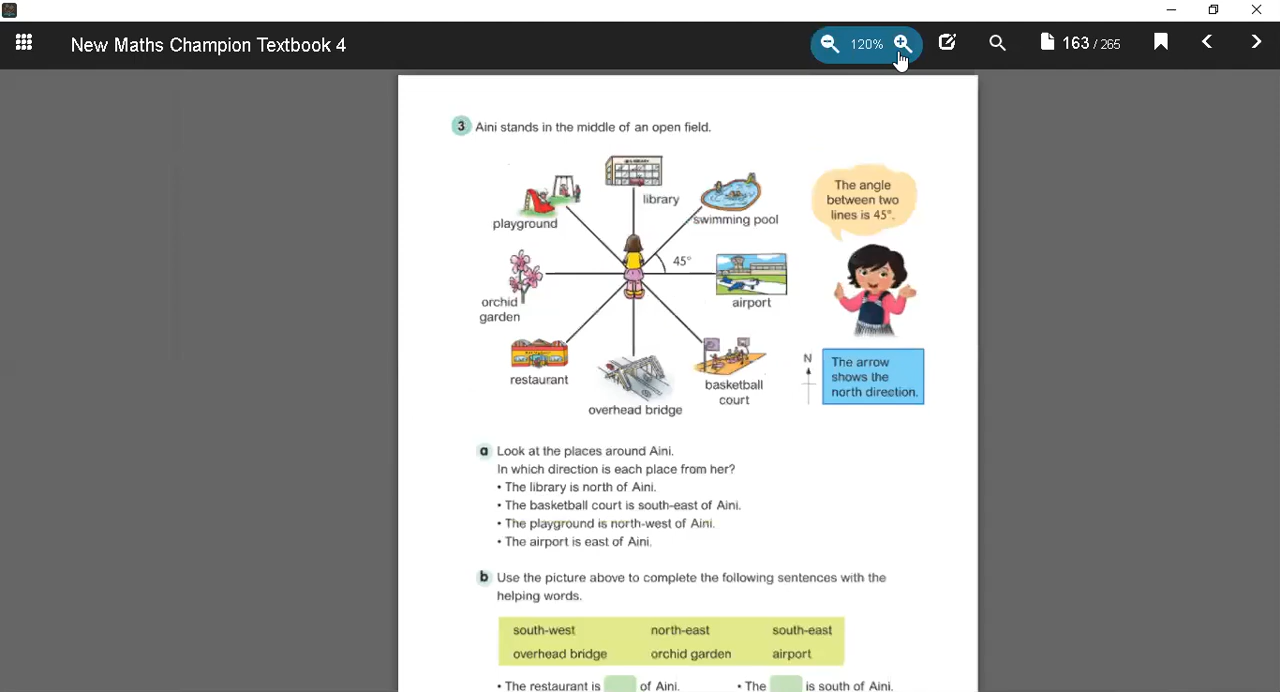 New Maths Champion Textbook 4
120%
163 / 265
3 Aini stands in the middle of an open field.
library
playground
swimming pool
The angle
between two
lines is 45°.
45°
orchid
garden
airport
restaurant
overhead bridge
basketball
court
N
The arrow
shows the
north direction.
a Look at the places around Aini.
In which direction is each place from her?
• The library is north of Aini.
• The basketball court is south-east of Aini.
• The playground is north-west of Aini.
• The airport is east of Aini.
b Use the picture above to complete the following sentences with the
helping words.
south-west north-east south-east
overhead bridge orchid garden airport
• The restaurant is of Aini. • The is south of Aini.